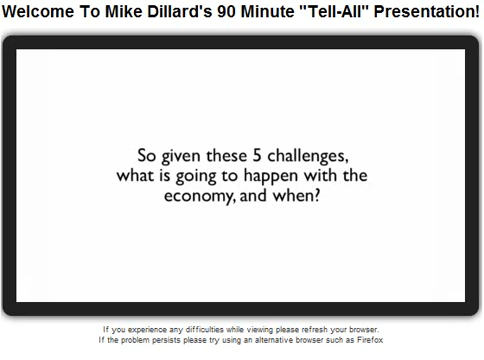 Welcome To Mike Dillard's 90 Minute "Tell-All" Presentation!
So given these 5 challenges,
what is going to happen with the
economy, and when?
If you experience any difficulties while viewing please refresh your browser.
If the problem persists please try using an alternative browser such as Firefox